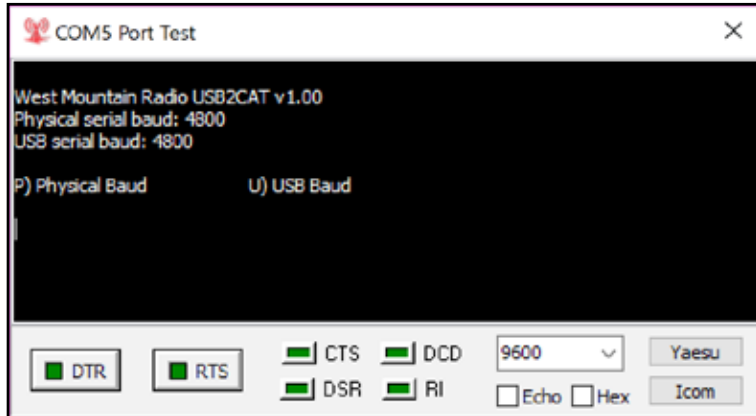 COM5 Port Test
West Mountain Radio USB2CAT v1.00
Physical serial baud: 4800
USB serial baud: 4800
P) Physical Baud U) USB Baud
DTR RTS CTS DCD 9600 Yaesu
DSR RI Echo Hex Icom